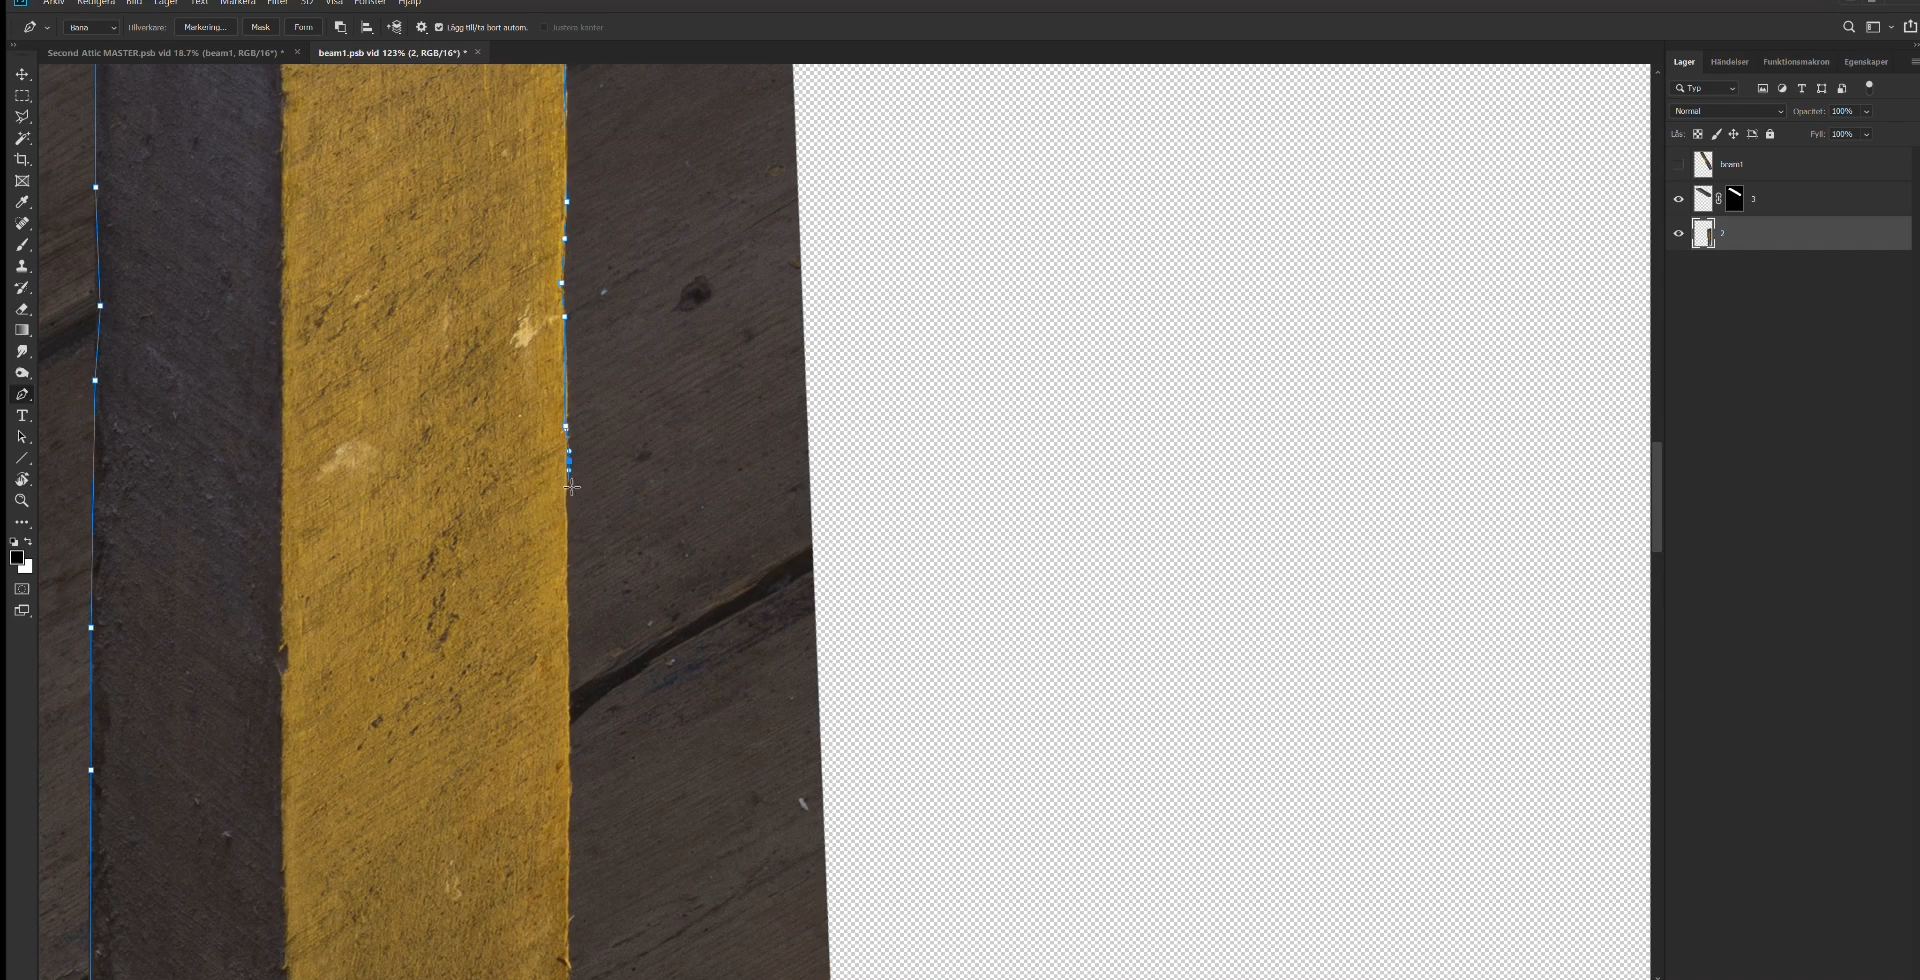 Arkiv Redigera Bild Lager Text Markera Filter 3D Visa Fönster Hjälp
Bana Tillverkare: Markering... Mask Form Lägg till/ta bort autom. Justera kanter
Second Attic MASTER.psb vid 18.7% (beam1, RGB/16*) * × beam1.psb vid 123% (2, RGB/16*) * ×
Lager Händelser Funktionsmakron Egenskaper
Typ
Normal Opacitet: 100%
Lås: Fyll: 100%
beam1
3
2